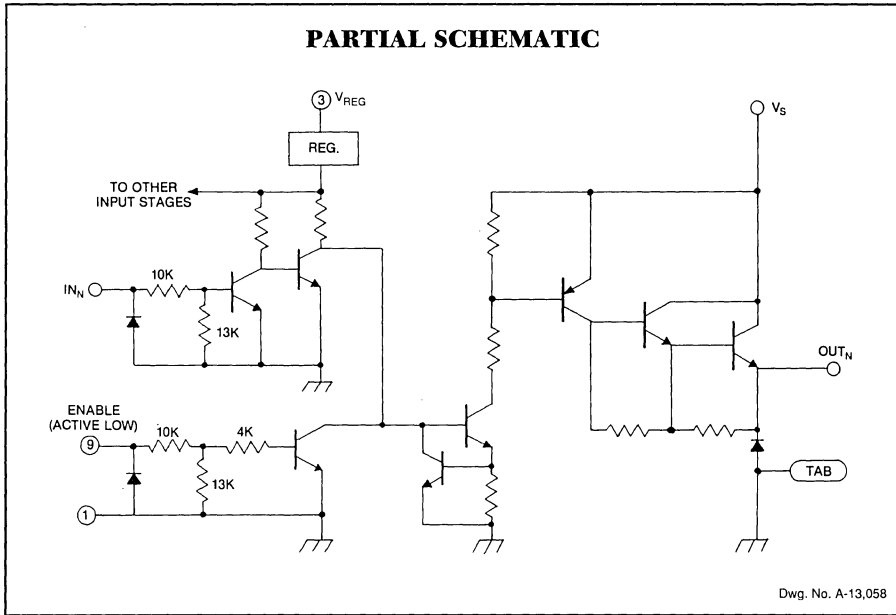 PARTIAL SCHEMATIC
3 VREG
REG.
VS
TO OTHER
INPUT STAGES
INN
10K
13K
OUTN
ENABLE
(ACTIVE LOW)
9
10K
4K
13K
1
TAB
Dwg. No. A-13,058